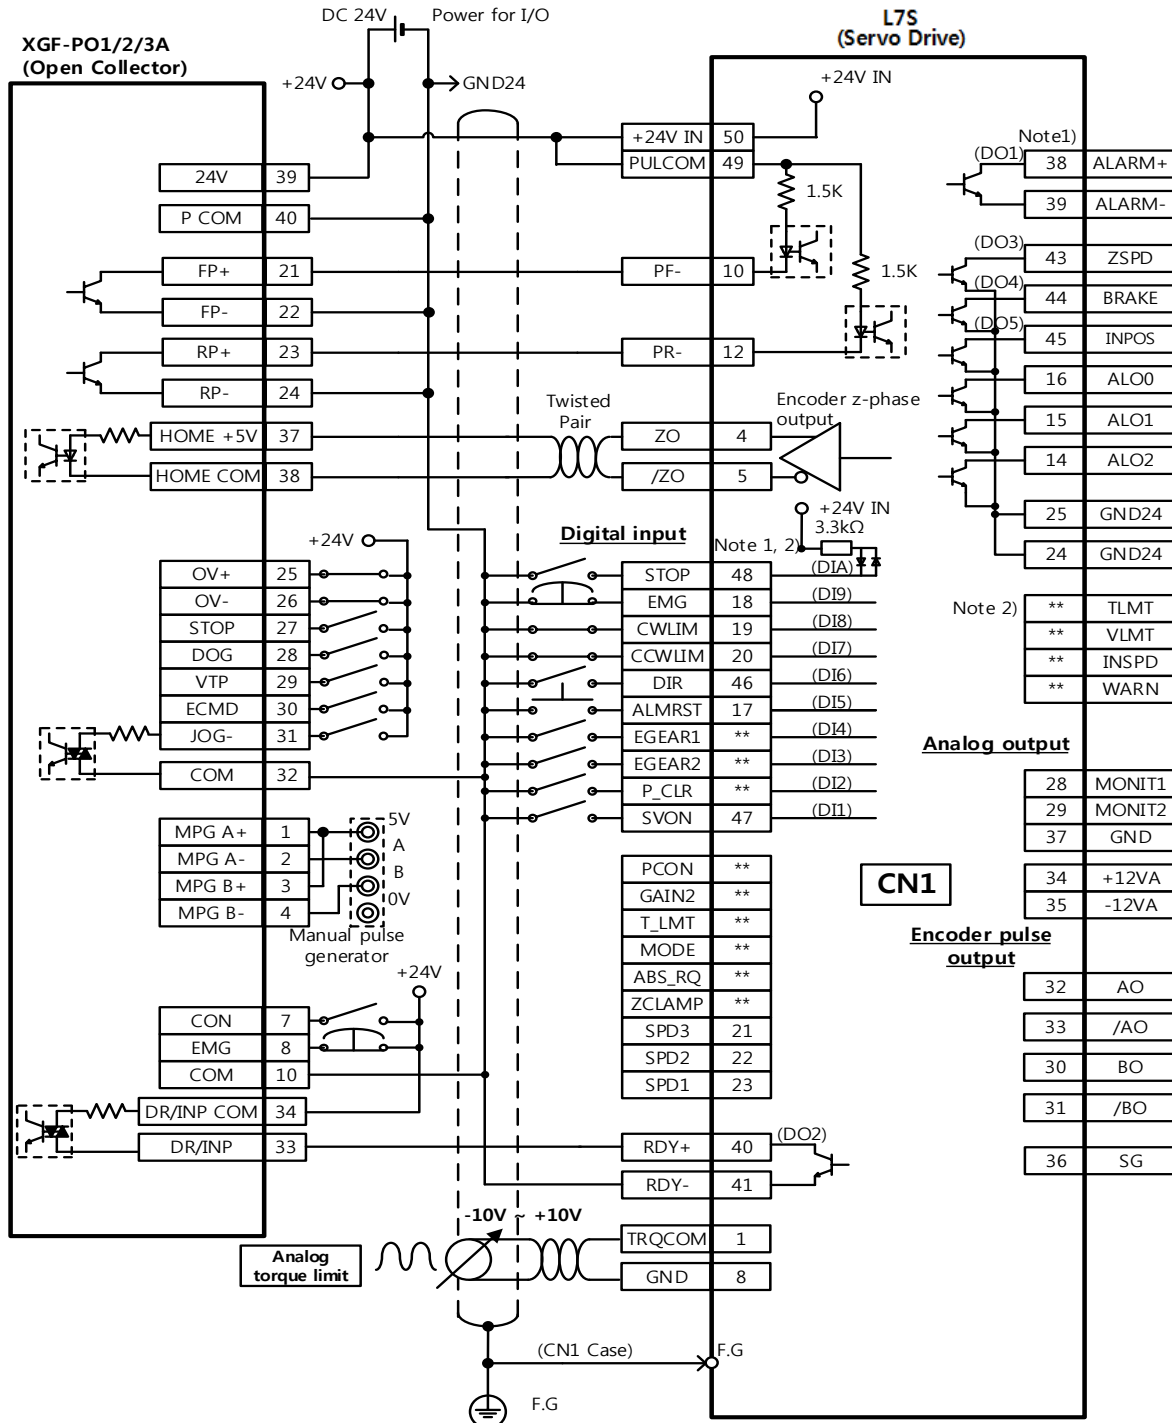 DC 24V
Power for I/O
L7S
(Servo Drive)
XGF-PO1/2/3A
(Open Collector)
+24V
GND24
+24V IN
+24V IN 50
PULCOM 49
1.5K
1.5K
Note1)
(DO1)
38 ALARM+
39 ALARM-
24V 39
P COM 40
FP+ 21
FP- 22
RP+ 23
RP- 24
HOME +5V 37
HOME COM 38
PF- 10
PR- 12
Twisted
Pair
ZO 4
/ZO 5
Encoder z-phase
output
(DO3)
43 ZSPD
(DO4)
44 BRAKE
(DO5)
45 INPOS
16 ALO0
15 ALO1
14 ALO2
25 GND24
24 GND24
+24V IN
3.3kΩ
+24V
Digital input
Note 1, 2)
OV+ 25
OV- 26
STOP 27
DOG 28
VTP 29
ECMD 30
JOG- 31
COM 32
STOP 48 (DIA)
EMG 18 (DI9)
CWLIM 19 (DI8)
CCWLIM 20 (DI7)
DIR 46 (DI6)
ALMRST 17 (DI5)
EGEAR1 ** (DI4)
EGEAR2 ** (DI3)
P_CLR ** (DI2)
SVON 47 (DI1)
Note 2)
** TLMT
** VLMT
** INSPD
** WARN
Analog output
28 MONIT1
29 MONIT2
37 GND
34 +12VA
35 -12VA
MPG A+ 1
MPG A- 2
MPG B+ 3
MPG B- 4
5V
A
B
0V
Manual pulse
generator
+24V
PCON **
GAIN2 **
T_LMT **
MODE **
ABS_RQ **
ZCLAMP **
SPD3 21
SPD2 22
SPD1 23
CN1
Encoder pulse
output
32 AO
33 /AO
30 BO
31 /BO
36 SG
CON 7
EMG 8
COM 10
DR/INP COM 34
DR/INP 33
RDY+ 40
RDY- 41
(DO2)
-10V ~ +10V
Analog
torque limit
TRQCOM 1
GND 8
(CN1 Case)
F.G
F.G